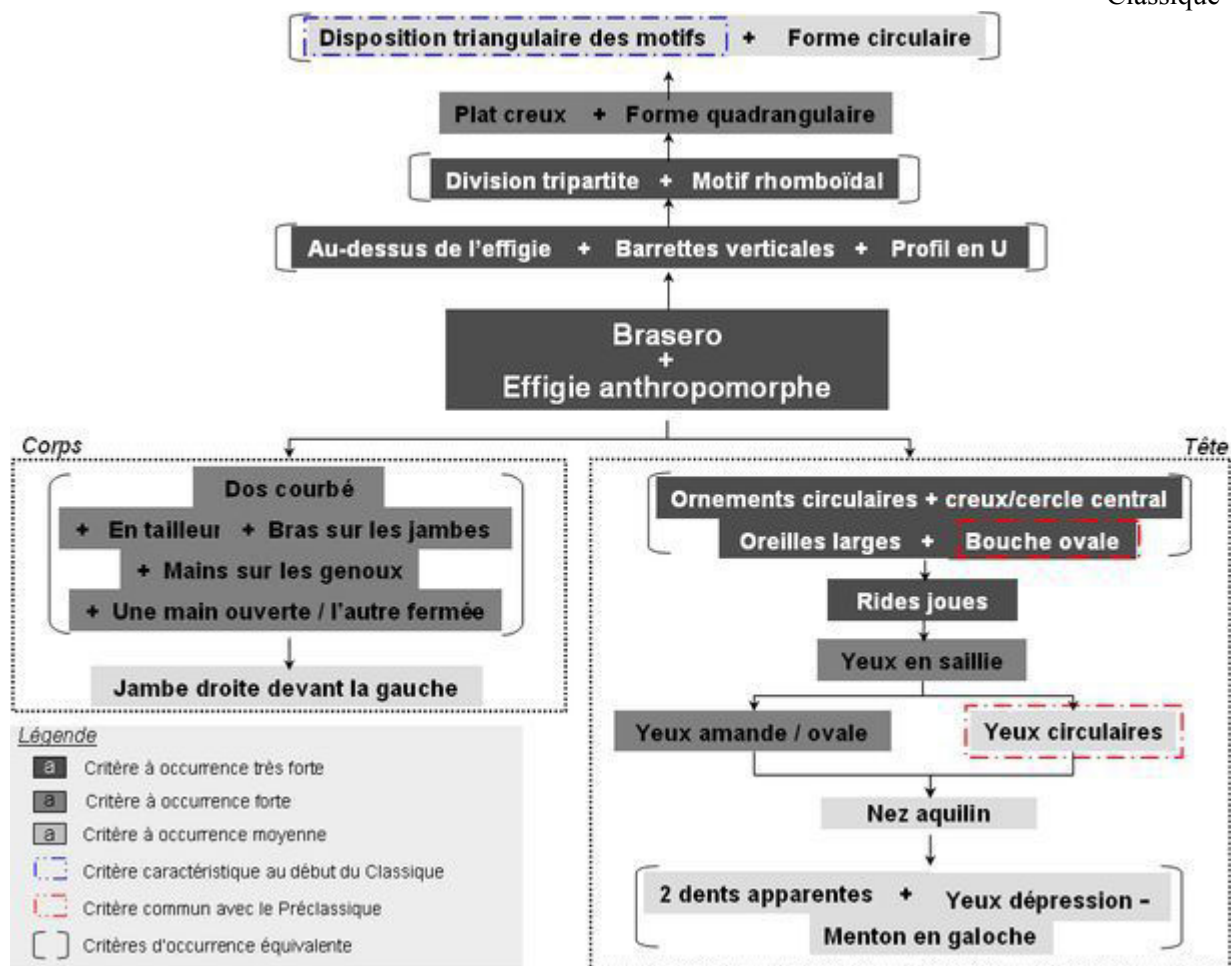 Classique
Disposition triangulaire des motifs + Forme circulaire
Plat creux + Forme quadrangulaire
Division tripartite + Motif rhomboïdal
Au-dessus de l'effigie + Barrettes verticales + Profil en U
Brasero
+
Effigie anthropomorphe
Corps
Dos courbé
+ En tailleur + Bras sur les jambes
+ Mains sur les genoux
+ Une main ouverte / l'autre fermée
Jambe droite devant la gauche
Tête
Ornements circulaires + creux/cercle central
Oreilles larges + Bouche ovale
Rides joues
Yeux en saillie
Yeux amande / ovale
Yeux circulaires
Nez aquilin
2 dents apparentes + Yeux dépression -
Menton en galoche
Légende
a Critère à occurrence très forte
a Critère à occurrence forte
a Critère à occurrence moyenne
Critère caractéristique au début du Classique
Critère commun avec le Préclassique
Critères d'occurrence équivalente